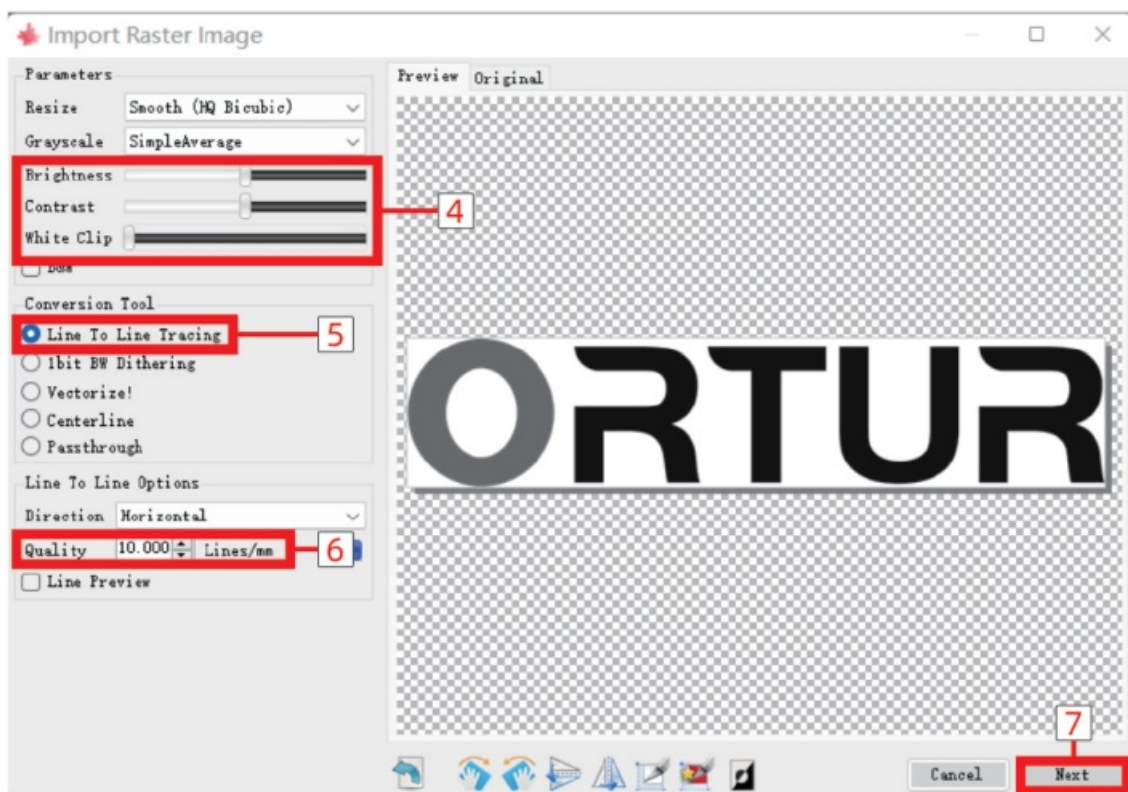 Import Raster Image
Parameters
Resize Smooth (HQ Bicubic)
Grayscale SimpleAverage
Brightness
Contrast
4
White Clip
B&W
Conversion Tool
Line To Line Tracing
5
1bit BW Dithering
Vectorize!
Centerline
Passthrough
Line To Line Options
Direction Horizontal
Quality 10.000 Lines/mm
6
Line Preview
Preview Original
ORTUR
7
Cancel Next